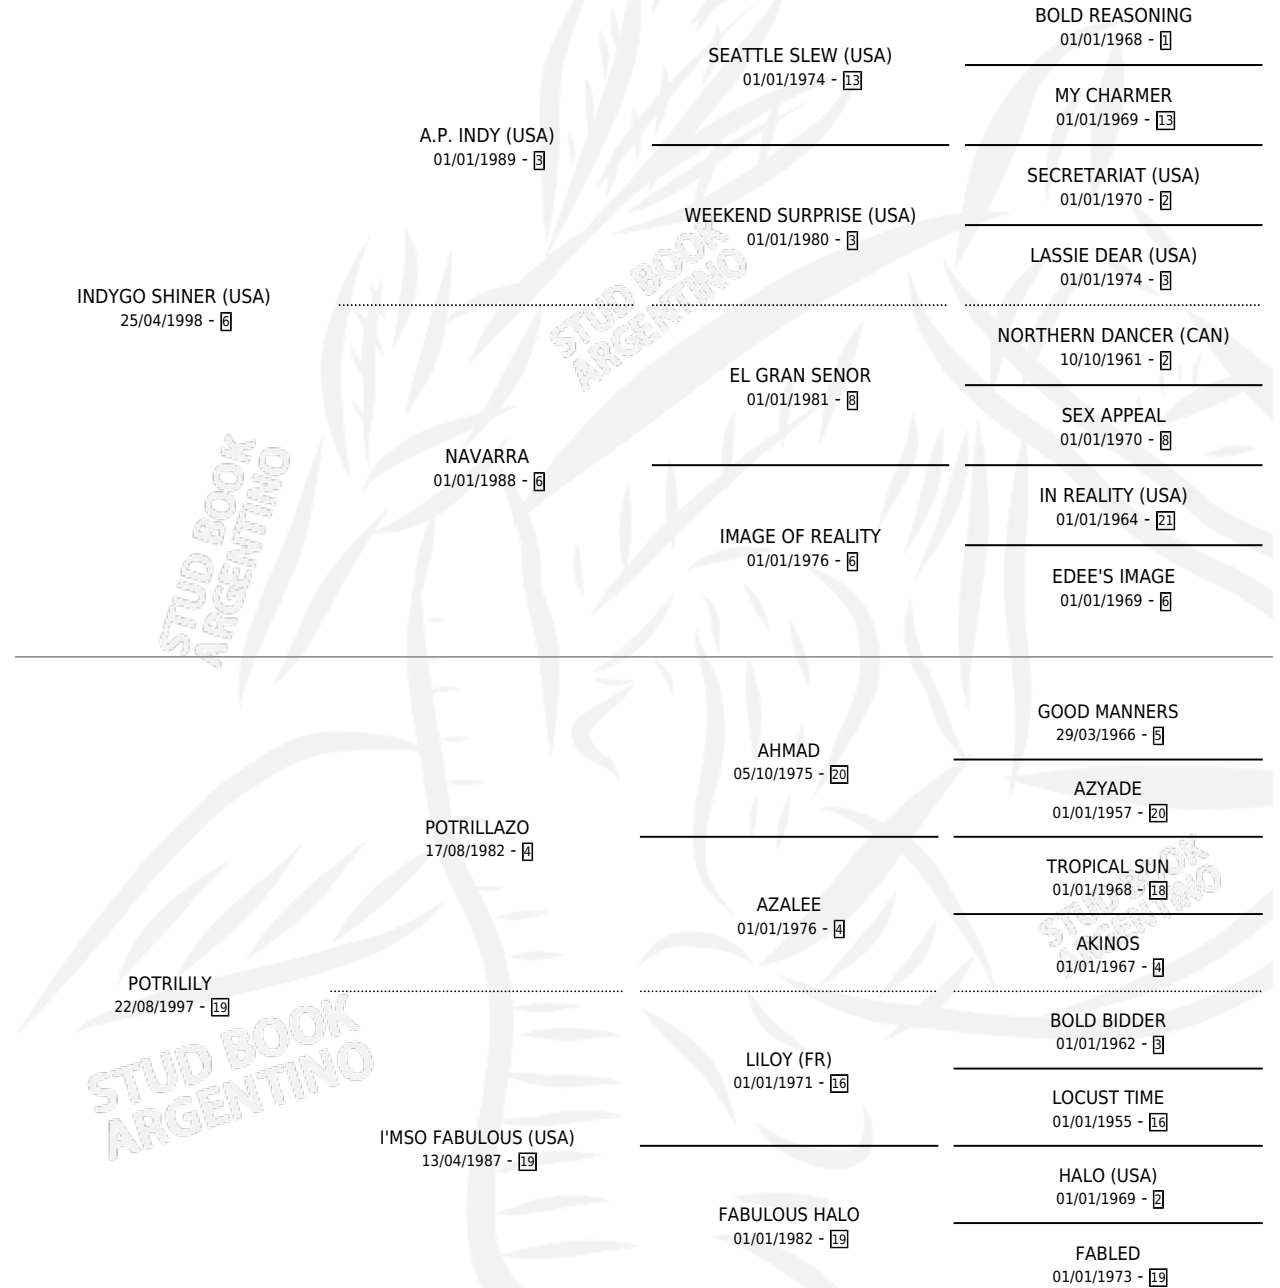 BOLD REASONING
01/01/1968 - 1
SEATTLE SLEW (USA)
01/01/1974 - 13
MY CHARMER
01/01/1969 - 13
A.P. INDY (USA)
01/01/1989 - 3
SECRETARIAT (USA)
01/01/1970 - 2
WEEKEND SURPRISE (USA)
01/01/1980 - 3
LASSIE DEAR (USA)
01/01/1974 - 3
INDYGO SHINER (USA)
25/04/1998 - 6
NORTHERN DANCER (CAN)
10/10/1961 - 2
EL GRAN SENOR
01/01/1981 - 8
SEX APPEAL
01/01/1970 - 8
NAVARRA
01/01/1988 - 6
IN REALITY (USA)
01/01/1964 - 21
IMAGE OF REALITY
01/01/1976 - 6
EDEE'S IMAGE
01/01/1969 - 6
GOOD MANNERS
29/03/1966 - 5
AHMAD
05/10/1975 - 20
AZYADE
01/01/1957 - 20
POTRILLAZO
17/08/1982 - 4
TROPICAL SUN
01/01/1968 - 18
AZALEE
01/01/1976 - 4
AKINOS
01/01/1967 - 4
POTRILILY
22/08/1997 - 19
BOLD BIDDER
01/01/1962 - 3
LILOY (FR)
01/01/1971 - 16
LOCUST TIME
01/01/1955 - 16
I'MSO FABULOUS (USA)
13/04/1987 - 19
HALO (USA)
01/01/1969 - 2
FABULOUS HALO
01/01/1982 - 19
FABLED
01/01/1973 - 19
STUD BOOK
ARGENTINO
STUD BOOK
ARGENTINO
STUD BOOK
ARGENTINO
STUD BOOK
ARGENTINO